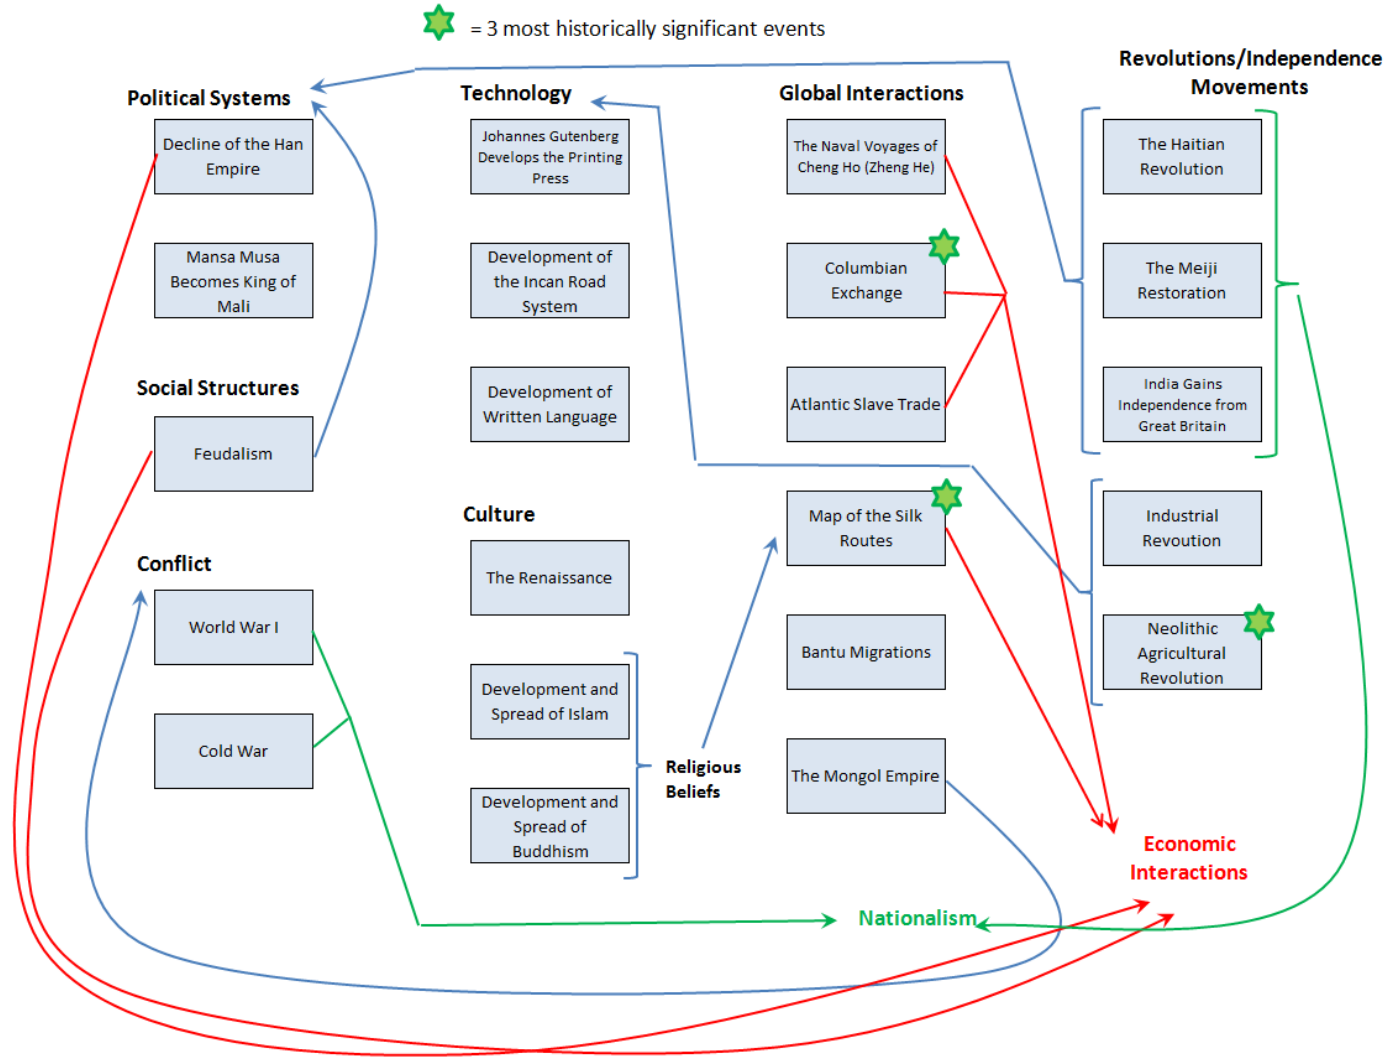 = 3 most historically significant events
Political Systems
Decline of the Han
Empire
Mansa Musa
Becomes King of
Mali
Social Structures
Feudalism
Conflict
World War I
Cold War
Technology
Johannes Gutenberg
Develops the Printing
Press
Development of
the Incan Road
System
Development of
Written Language
Culture
The Renaissance
Development and
Spread of Islam
Development and
Spread of
Buddhism
Religious
Beliefs
Global Interactions
The Naval Voyages of
Cheng Ho (Zheng He)
Columbian
Exchange
Atlantic Slave Trade
Map of the Silk
Routes
Bantu Migrations
The Mongol Empire
Revolutions/Independence
Movements
The Haitian
Revolution
The Meiji
Restoration
India Gains
Independence from
Great Britain
Industrial
Revoution
Neolithic
Agricultural
Revolution
Economic
Interactions
Nationalism